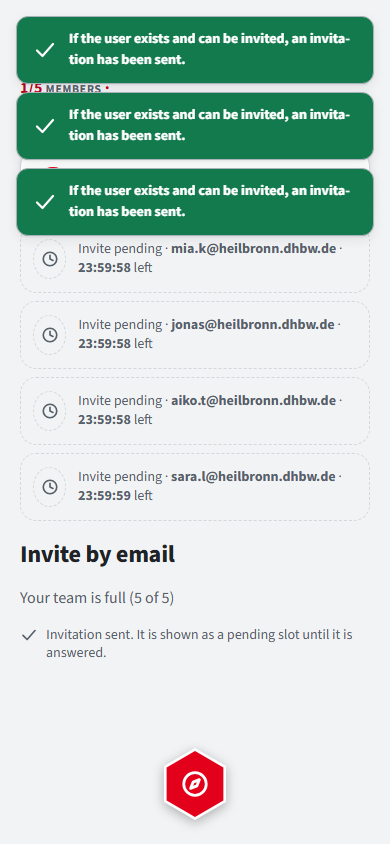 If the user exists and can be invited, an invita-
tion has been sent.
1/5 MEMBERS ·
If the user exists and can be invited, an invita-
tion has been sent.
If the user exists and can be invited, an invita-
tion has been sent.
Invite pending · mia.k@heilbronn.dhbw.de ·
23:59:58 left
Invite pending · jonas@heilbronn.dhbw.de ·
23:59:58 left
Invite pending · aiko.t@heilbronn.dhbw.de ·
23:59:58 left
Invite pending · sara.l@heilbronn.dhbw.de ·
23:59:59 left
Invite by email
Your team is full (5 of 5)
Invitation sent. It is shown as a pending slot until it is
answered.